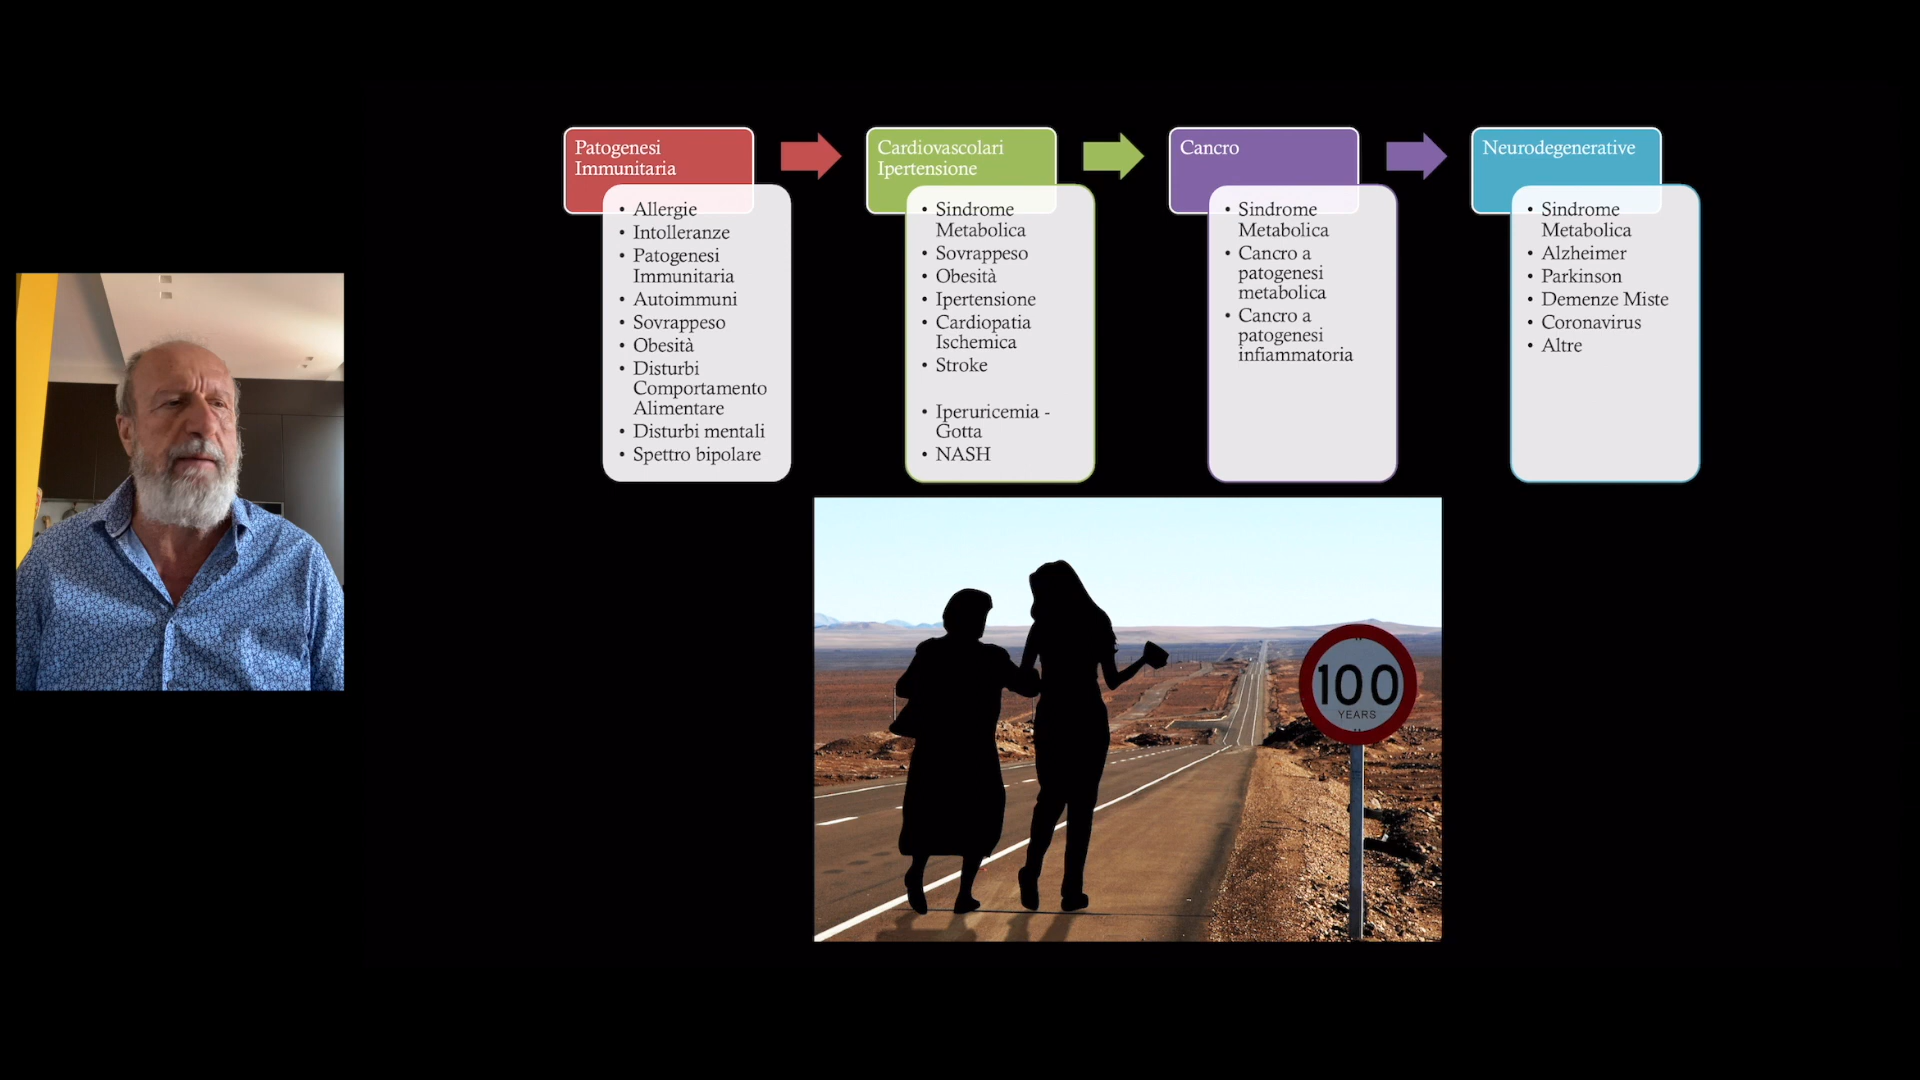 Patogenesi
Immunitaria
• Allergie
• Intolleranze
• Patogenesi
Immunitaria
• Autoimmuni
• Sovrappeso
• Obesità
• Disturbi
Comportamento
Alimentare
• Disturbi mentali
• Spettro bipolare
Cardiovascolari
Ipertensione
• Sindrome
Metabolica
• Sovrappeso
• Obesità
• Ipertensione
• Cardiopatia
Ischemica
• Stroke
• Iperuricemia -
Gotta
• NASH
Cancro
• Sindrome
Metabolica
• Cancro a
patogenesi
metabolica
• Cancro a
patogenesi
infiammatoria
Neurodegenerative
• Sindrome
Metabolica
• Alzheimer
• Parkinson
• Demenze Miste
• Coronavirus
• Altre
100
YEARS